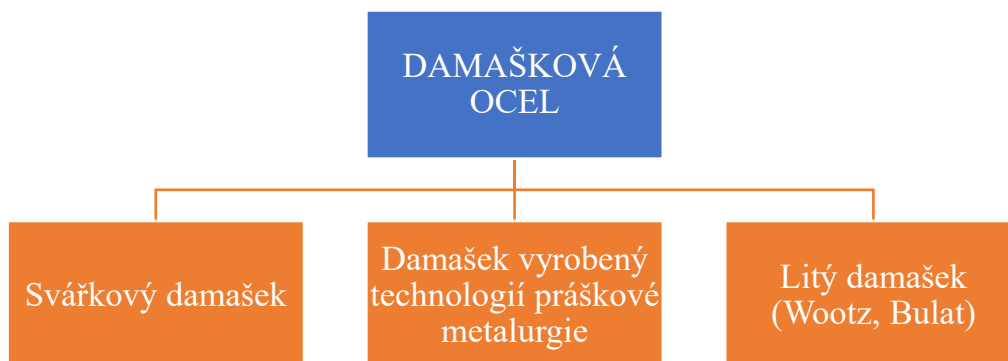 DAMAŠKOVÁ
OCEL
Svářkový damašek
Damašek vyrobený
technologií práškové
metalurgie
Litý damašek
(Wootz, Bulat)